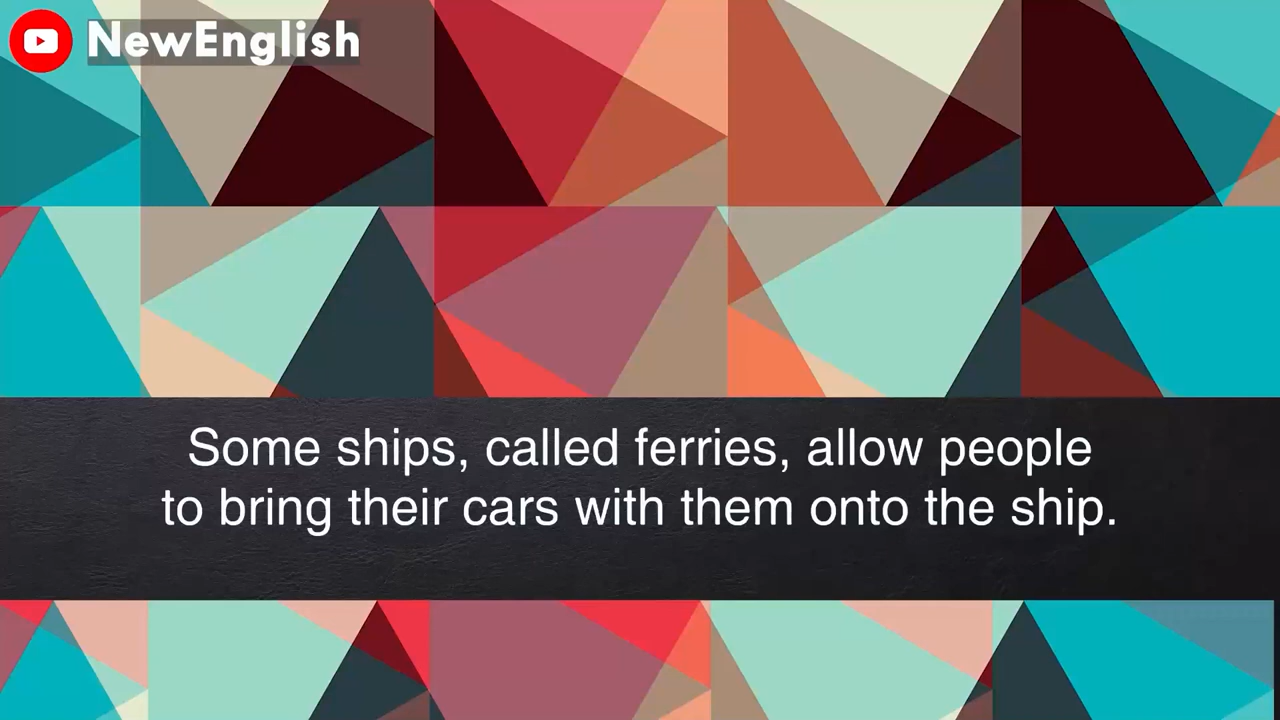 NewEnglish
Some ships, called ferries, allow people
to bring their cars with them onto the ship.